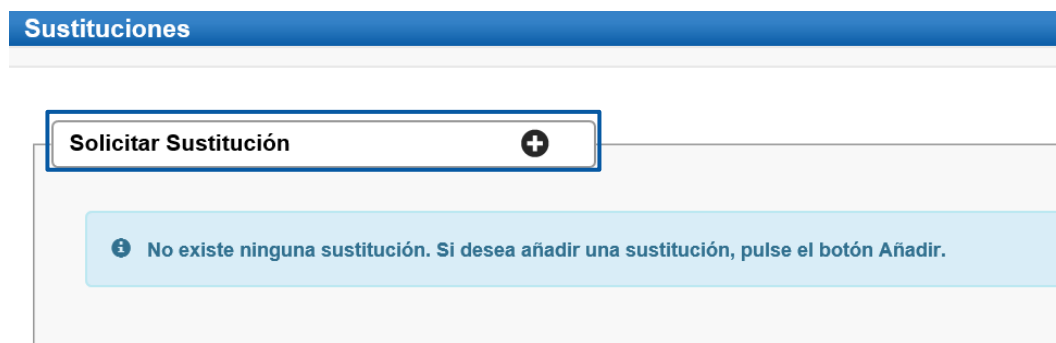 Sustituciones
Solicitar Sustitución
No existe ninguna sustitución. Si desea añadir una sustitución, pulse el botón Añadir.